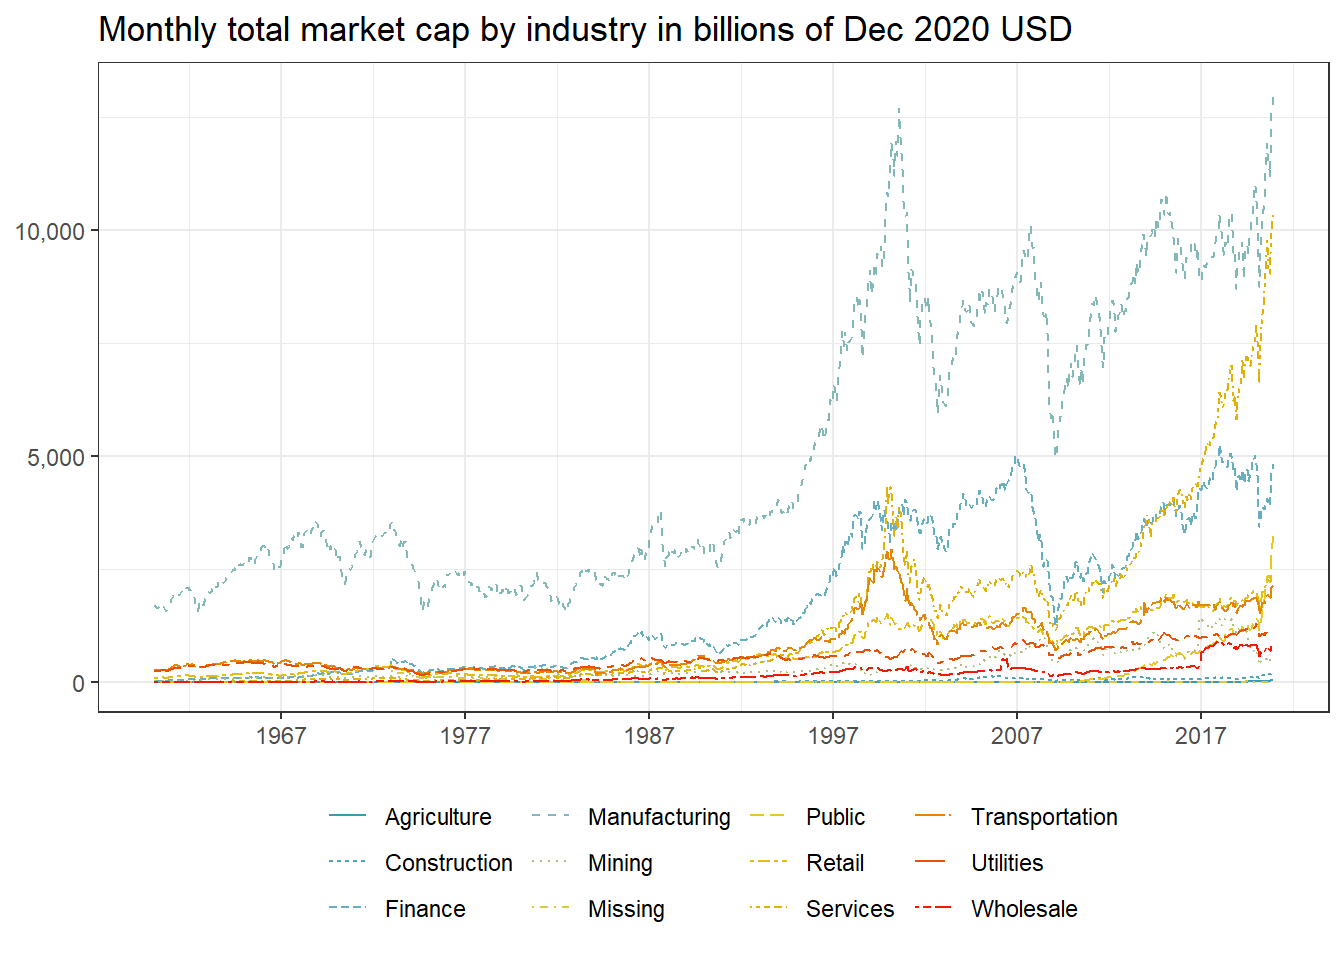 Monthly total market cap by industry in billions of Dec 2020 USD
10,000
5,000
0
1967 1977 1987 1997 2007 2017
Agriculture Manufacturing Public Transportation
Construction Mining Retail Utilities
Finance Missing Services Wholesale